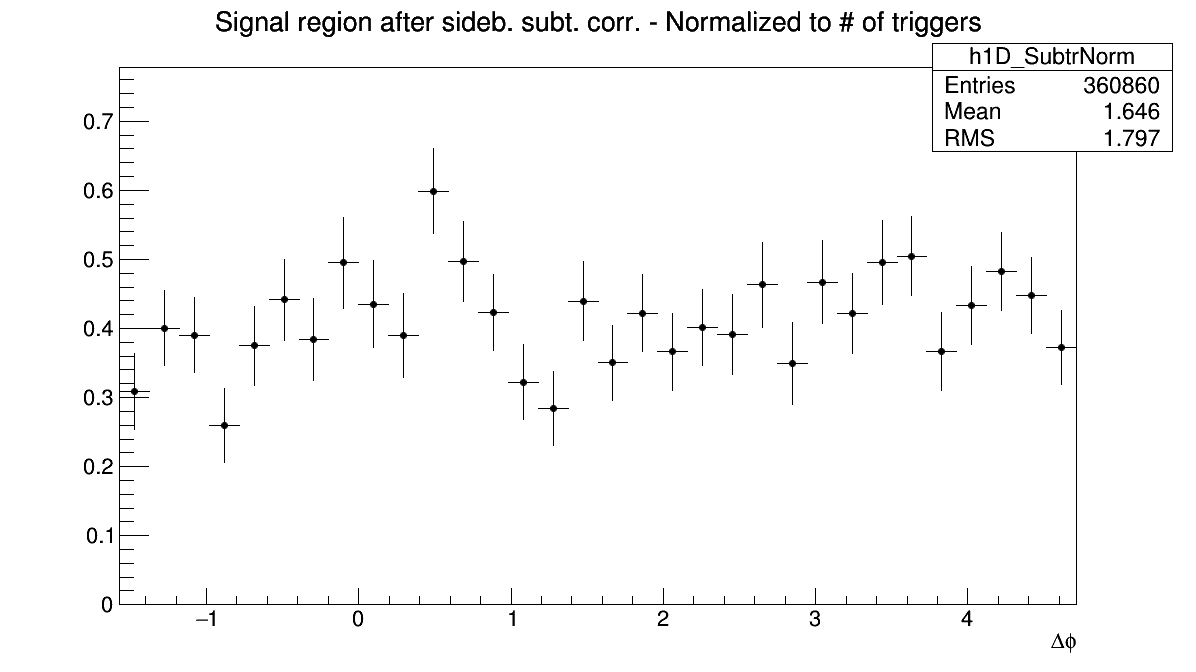 Signal region after sideb. subt. corr. - Normalized to # of triggers
h1D_SubtrNorm
Entries 360860
Mean 1.646
RMS 1.797
0.7
0.6
0.5
0.4
0.3
0.2
0.1
0
−1 0 1 2 3 4
Δϕ